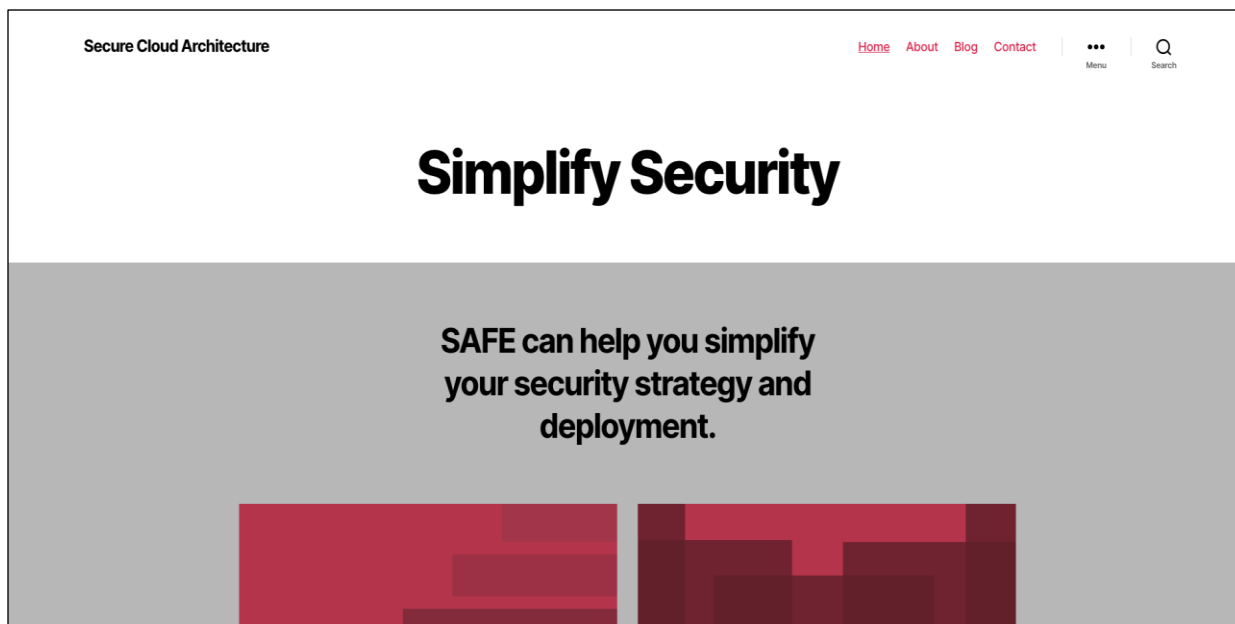 Secure Cloud Architecture
Home About Blog Contact
Menu
Search
Simplify Security
SAFE can help you simplify
your security strategy and
deployment.